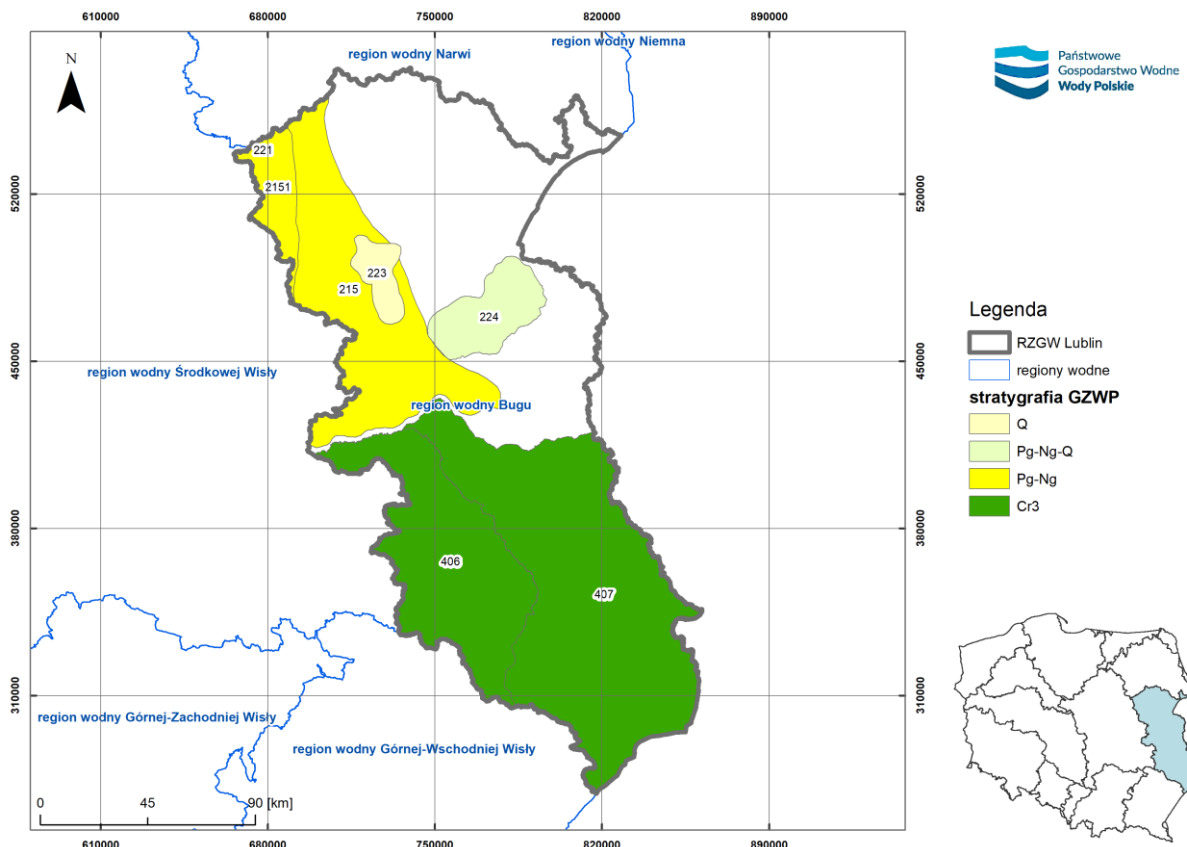 610000 680000 750000 820000 890000
region wodny Niemna
region wodny Narwi
N
Państwowe
Gospodarstwo Wodne
Wody Polskie
221
2151
520000 520000
223
215
224
450000 450000
region wodny Środkowej Wisły
region wodny Bugu
Legenda
RZGW Lublin
regiony wodne
stratygrafia GZWP
Q
Pg-Ng-Q
Pg-Ng
Cr3
380000 380000
406
407
310000 310000
region wodny Górnej-Zachodniej Wisły
region wodny Górnej-Wschodniej Wisły
0 45 90 [km]
610000 680000 750000 820000 890000